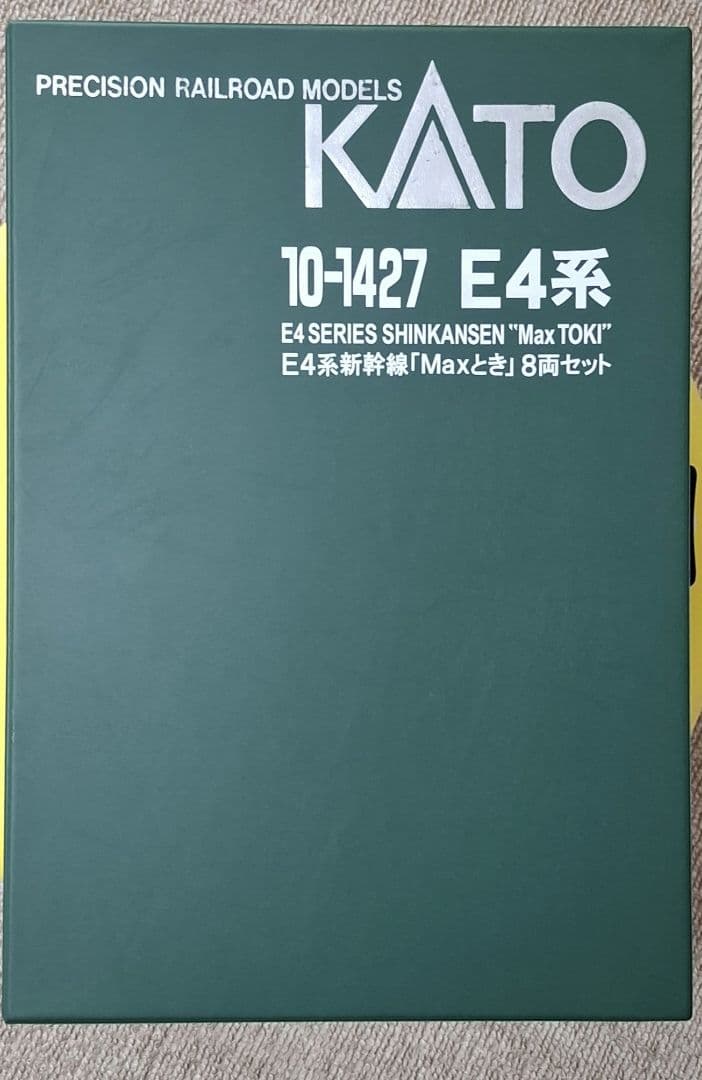 PRECISION RAILROAD MODELS
KATO
10-1427 E4系
E4 SERIES SHINKANSEN "Max TOKI"
E4系新幹線「Maxとき」8両セット